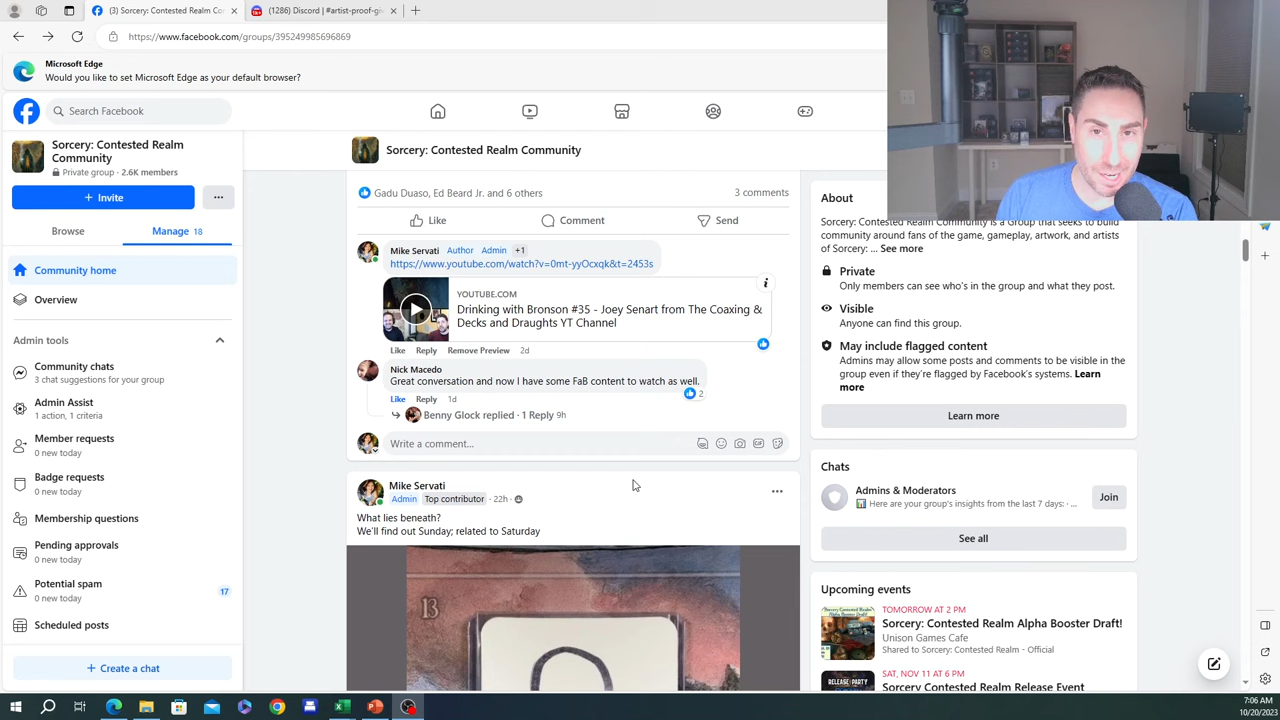 (3) Sorcery: Contested Realm Co
(1286) Discord | #artist-proof-gi
https://www.facebook.com/groups/395249985696869
Microsoft Edge
Would you like to set Microsoft Edge as your default browser?
Search Facebook
Sorcery: Contested Realm
Community
Private group · 2.6K members
+ Invite
Browse
Manage 18
Community home
Overview
Admin tools
Community chats
3 chat suggestions for your group
Admin Assist
1 action, 1 criteria
Member requests
0 new today
Badge requests
0 new today
Membership questions
Pending approvals
0 new today
Potential spam
0 new today
17
Scheduled posts
+ Create a chat
Sorcery: Contested Realm Community
Gadu Duaso, Ed Beard Jr. and 6 others
3 comments
Like
Comment
Send
Mike Servati Author Admin +1
https://www.youtube.com/watch?v=0mt-yyOcxqk&t=2453s
YOUTUBE.COM
Drinking with Bronson #35 - Joey Senart from The Coaxing &
Decks and Draughts YT Channel
Like Reply Remove Preview 2d
Nick Macedo
Great conversation and now I have some FaB content to watch as well.
2
Like Reply 1d
Benny Glock replied · 1 Reply 9h
Write a comment...
Mike Servati
Admin Top contributor · 22h ·
What lies beneath?
We'll find out Sunday; related to Saturday
13
About
Sorcery: Contested Realm Community is a Group that seeks to build
community around fans of the game, gameplay, artwork, and artists
of Sorcery: ... See more
Private
Only members can see who's in the group and what they post.
Visible
Anyone can find this group.
May include flagged content
Admins may allow some posts and comments to be visible in the
group even if they're flagged by Facebook's systems. Learn
more
Learn more
Chats
Admins & Moderators
Here are your group's insights from the last 7 days: · ...
Join
See all
Upcoming events
TOMORROW AT 2 PM
Sorcery: Contested Realm Alpha Booster Draft!
Unison Games Cafe
Shared to Sorcery: Contested Realm - Official
SAT, NOV 11 AT 6 PM
Sorcery Contested Realm Release Event
RELEASE PARTY
7:06 AM
10/20/2023